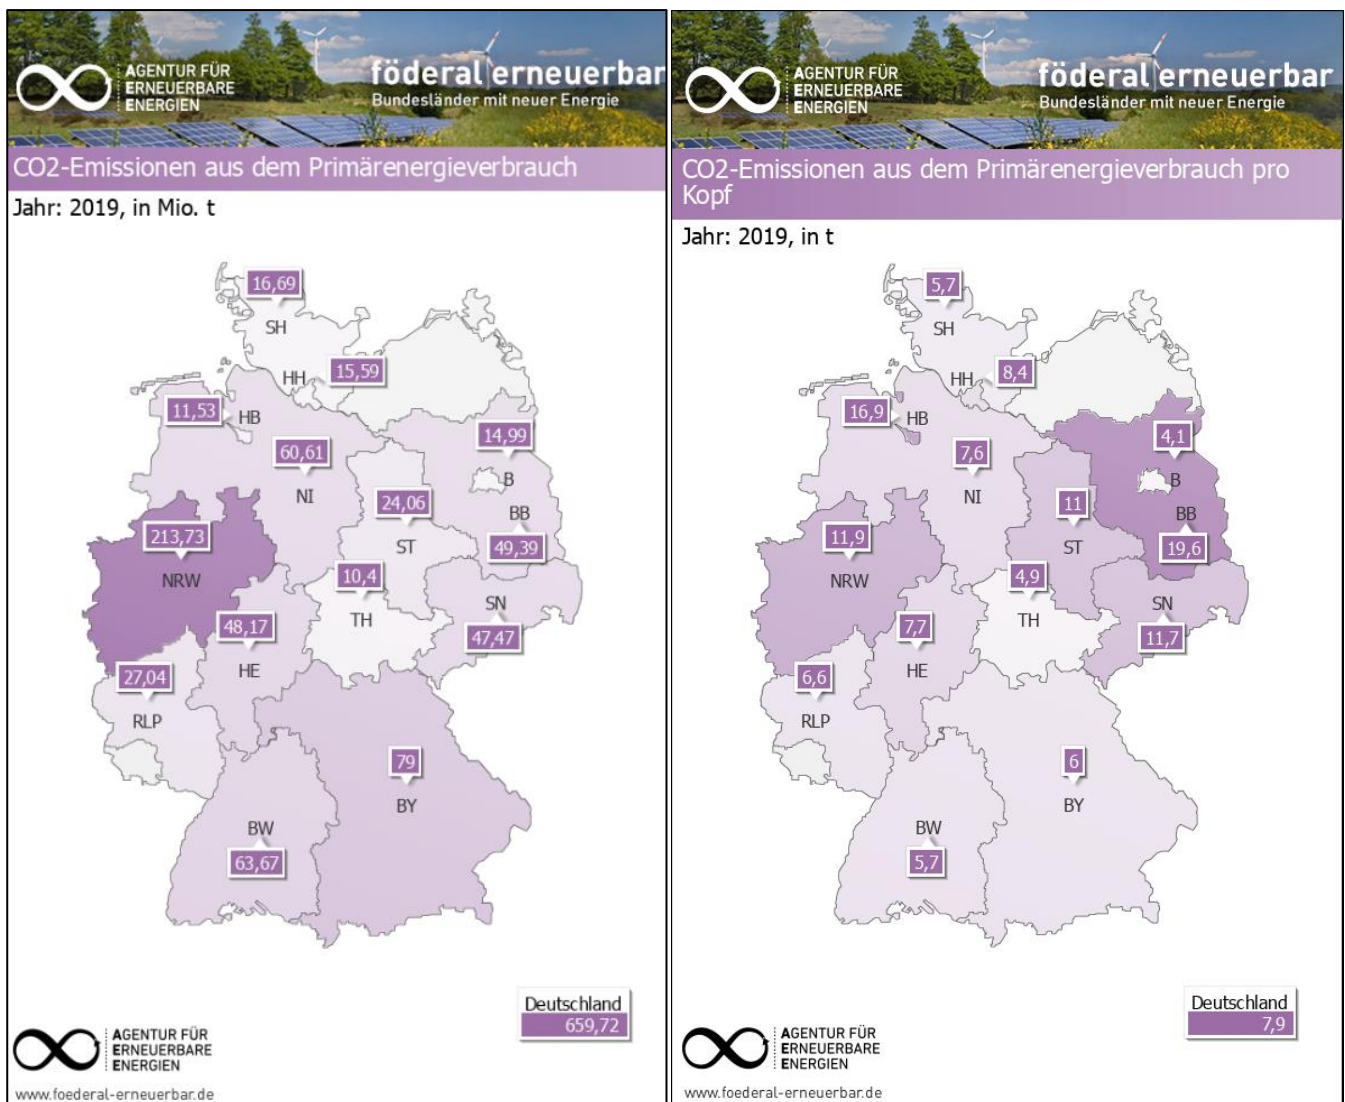 AGENTUR FÜR
ERNEUERBARE
ENERGIEN
föderal erneuerbar
Bundesländer mit neuer Energie
CO2-Emissionen aus dem Primärenergieverbrauch
Jahr: 2019, in Mio. t
16,69
SH
HH
15,59
11,53
HB
14,99
60,61
B
NI
24,06
BB
213,73
ST
49,39
NRW
10,4
SN
48,17
TH
47,47
HE
27,04
RLP
79
BY
BW
63,67
Deutschland
659,72
AGENTUR FÜR
ERNEUERBARE
ENERGIEN
www.foederal-erneuerbar.de
AGENTUR FÜR
ERNEUERBARE
ENERGIEN
föderal erneuerbar
Bundesländer mit neuer Energie
CO2-Emissionen aus dem Primärenergieverbrauch pro
Kopf
Jahr: 2019, in t
5,7
SH
HH
8,4
16,9
HB
4,1
7,6
B
NI
11
BB
11,9
ST
19,6
NRW
4,9
SN
7,7
TH
11,7
HE
6,6
RLP
6
BY
BW
5,7
Deutschland
7,9
AGENTUR FÜR
ERNEUERBARE
ENERGIEN
www.foederal-erneuerbar.de